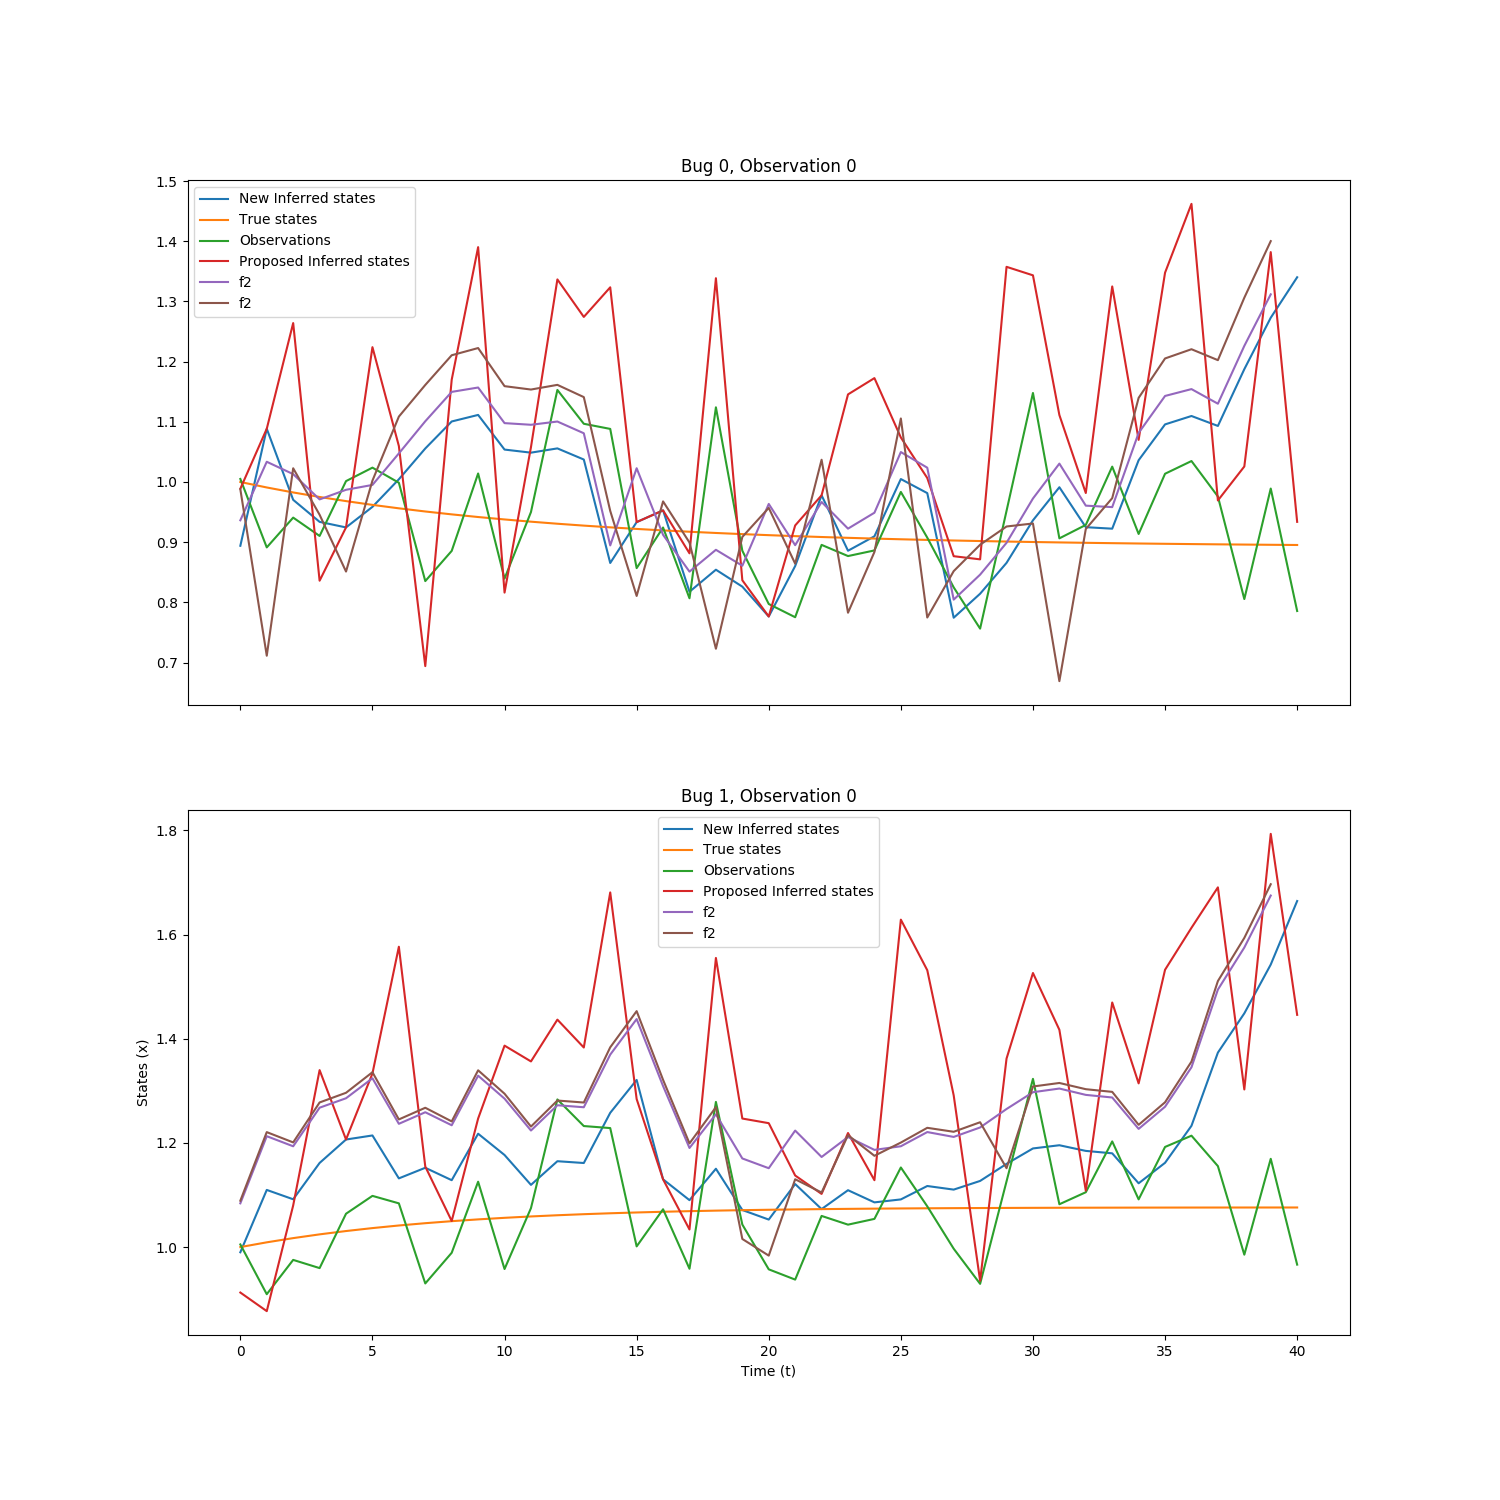 Bug 0, Observation 0
1.5
1.4
1.3
1.2
1.1
1.0
0.9
0.8
0.7
New Inferred states
True states
Observations
Proposed Inferred states
f2
f2
Bug 1, Observation 0
States (x)
1.8
1.6
1.4
1.2
1.0
New Inferred states
True states
Observations
Proposed Inferred states
f2
f2
0 5 10 15 20 25 30 35 40
Time (t)